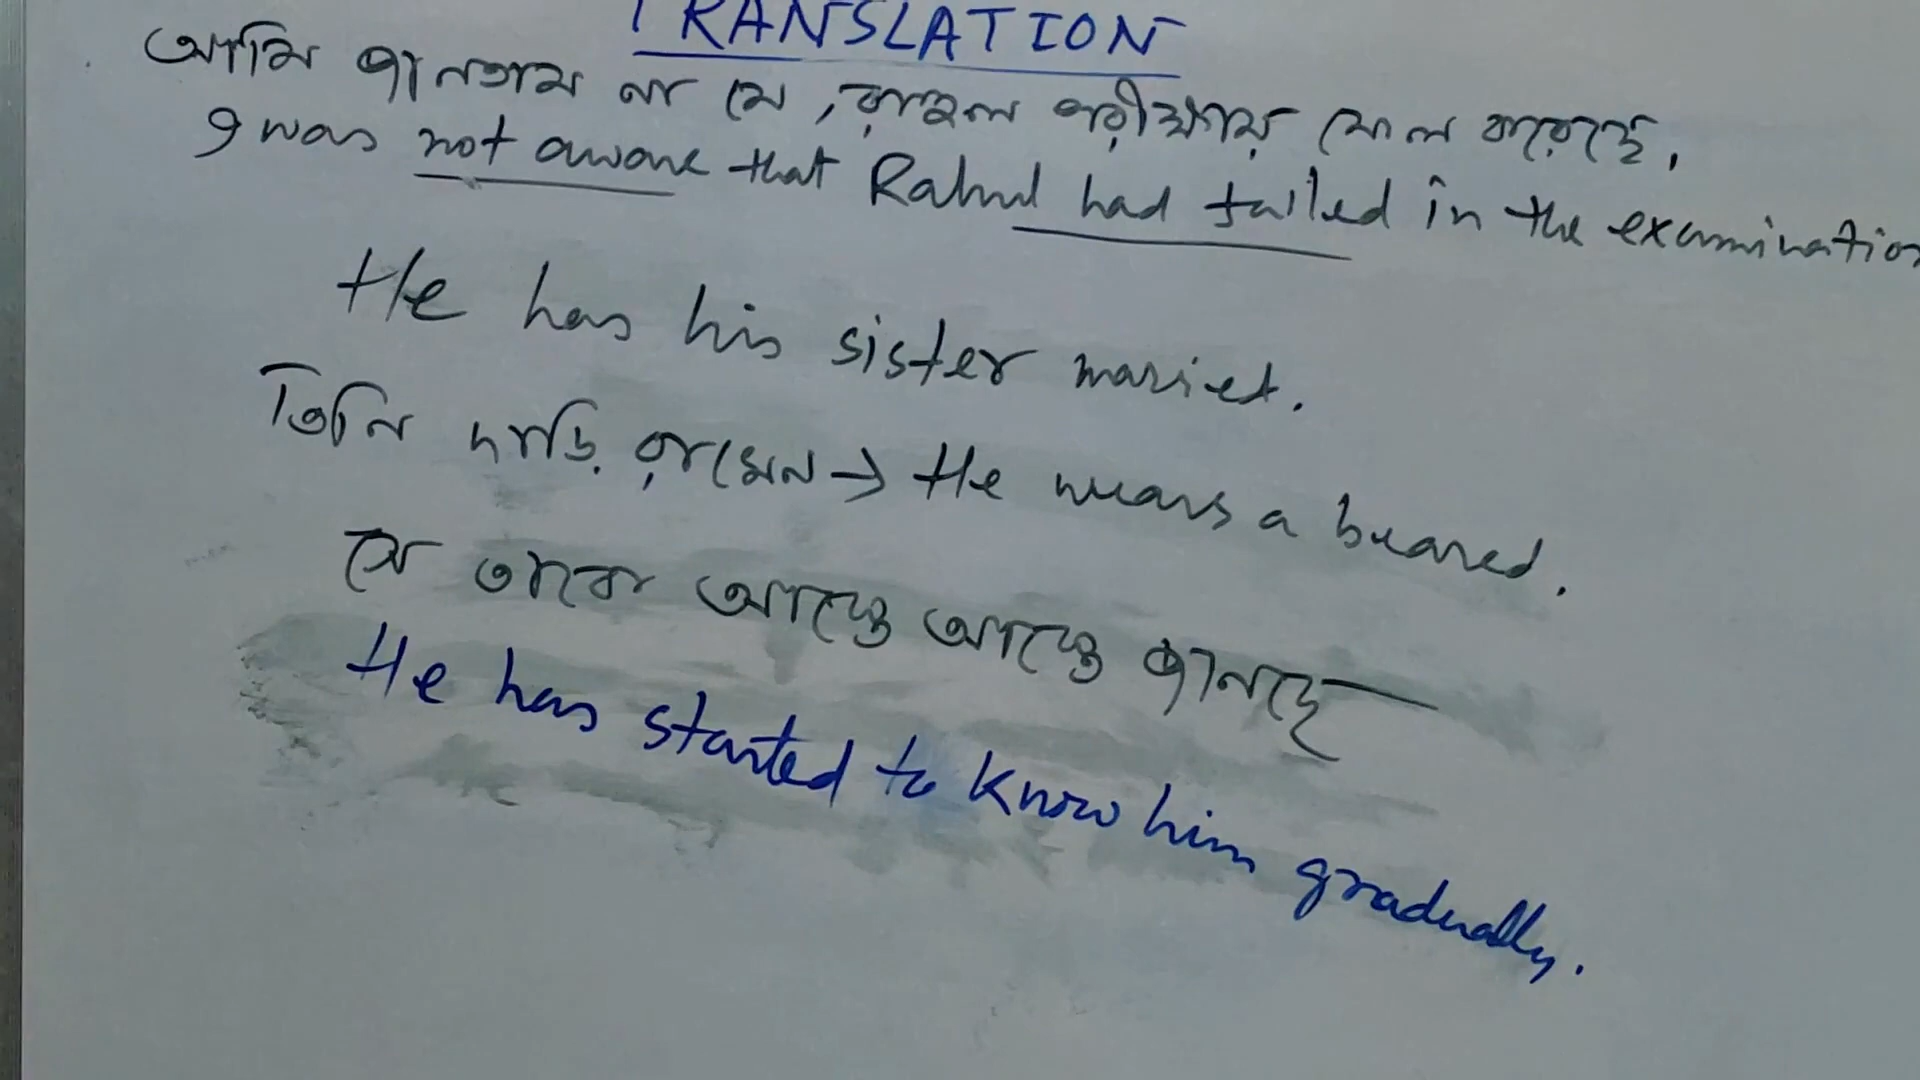 TRANSLATION
আমি জানতাম না যে, রাহুল পরীক্ষায় ফেল করেছে,
I was not aware that Rahul had failed in the examination
He has his sister married.
তিনি দাড়ি রাখেন → He wears a beared.
সে তাকে আস্তে আস্তে জানছে
He has started to know him gradually.